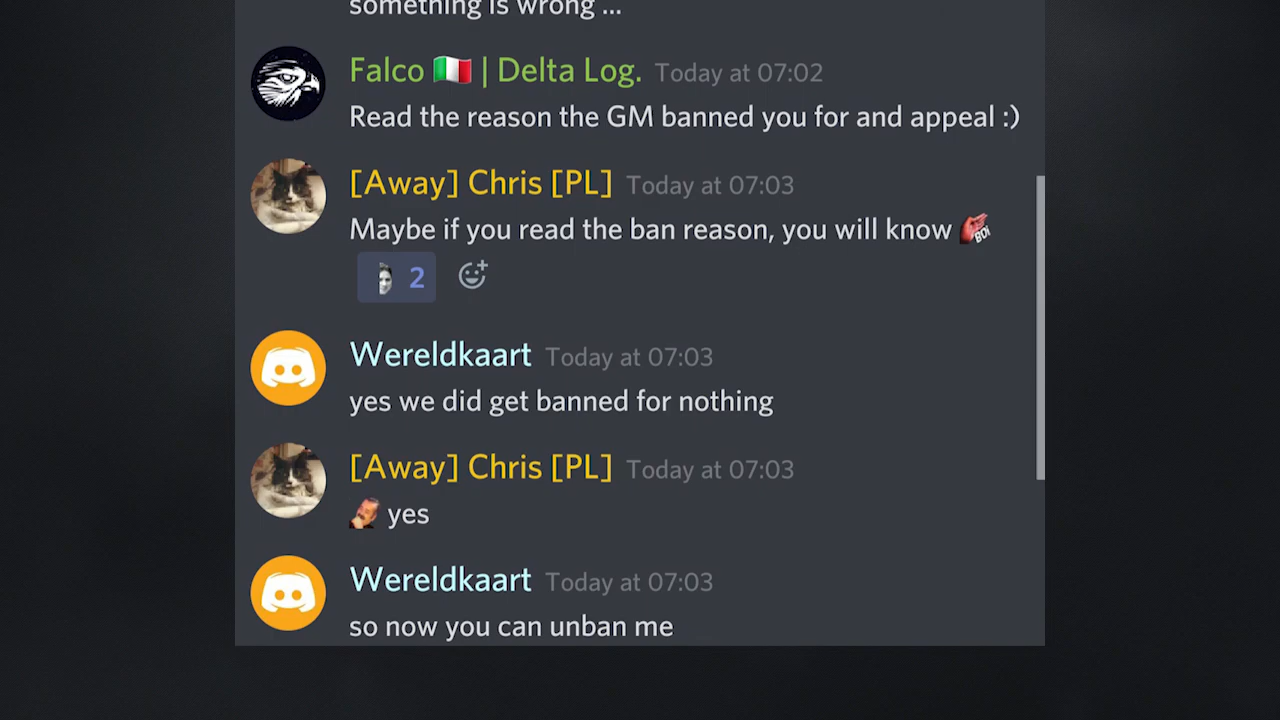 something is wrong ...
Falco 🇮🇹 | Delta Log. Today at 07:02
Read the reason the GM banned you for and appeal :)
[Away] Chris [PL] Today at 07:03
Maybe if you read the ban reason, you will know BOI
2
Wereldkaart Today at 07:03
yes we did get banned for nothing
[Away] Chris [PL] Today at 07:03
yes
Wereldkaart Today at 07:03
so now you can unban me